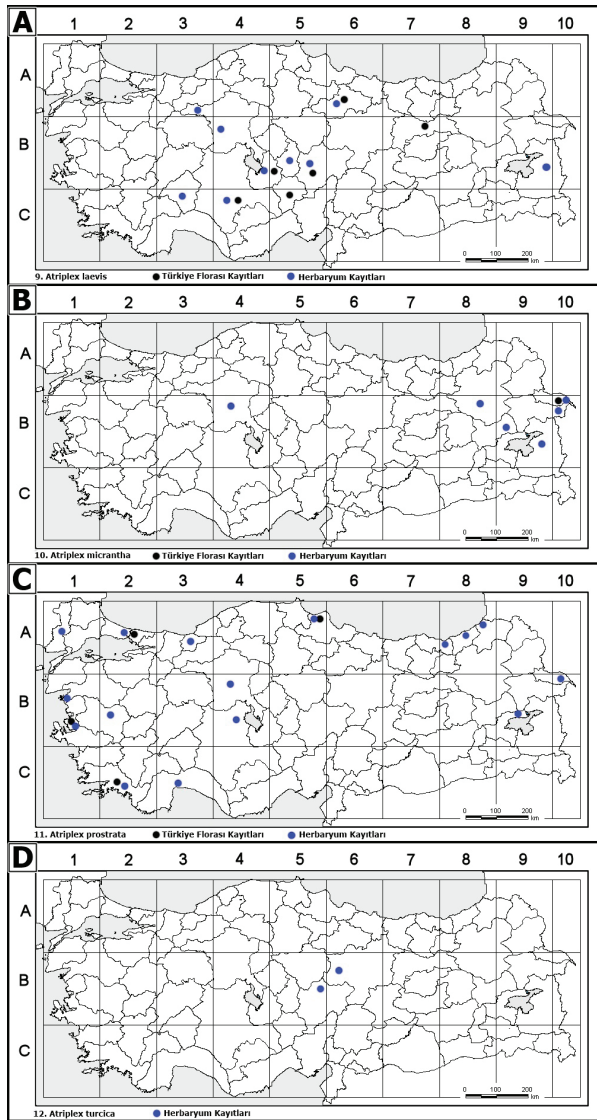 A
1 2 3 4 5 6 7 8 9 10
A
B
C
0 100 200
km
9. Atriplex laevis Türkiye Florası Kayıtları Herbaryum Kayıtları
B
1 2 3 4 5 6 7 8 9 10
A
B
C
0 100 200
km
10. Atriplex micrantha Türkiye Florası Kayıtları Herbaryum Kayıtları
C
1 2 3 4 5 6 7 8 9 10
A
B
C
0 100 200
km
11. Atriplex prostrata Türkiye Florası Kayıtları Herbaryum Kayıtları
D
1 2 3 4 5 6 7 8 9 10
A
B
C
0 100 200
km
12. Atriplex turcica Herbaryum Kayıtları